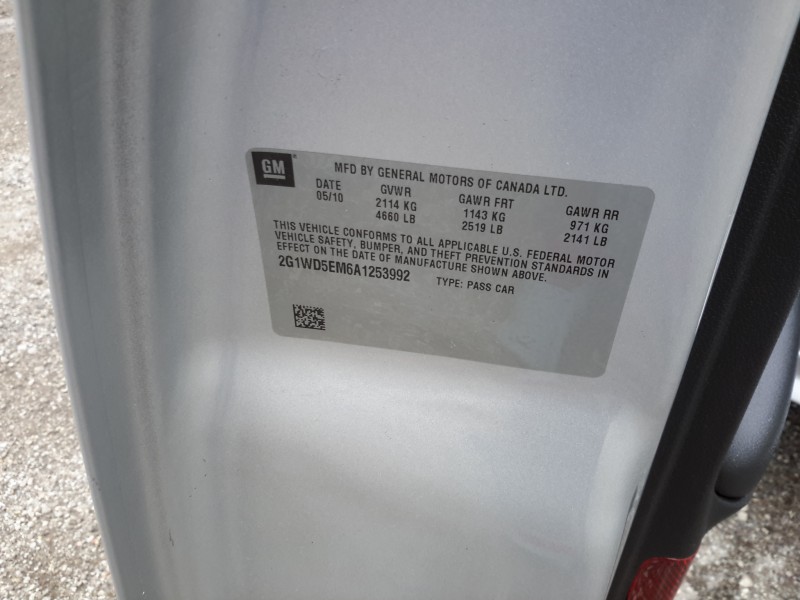 GM®
MFD BY GENERAL MOTORS OF CANADA LTD.
DATE GVWR GAWR FRT GAWR RR
05/10 2114 KG 1143 KG 971 KG
4660 LB 2519 LB 2141 LB
THIS VEHICLE CONFORMS TO ALL APPLICABLE U.S. FEDERAL MOTOR
VEHICLE SAFETY, BUMPER, AND THEFT PREVENTION STANDARDS IN
EFFECT ON THE DATE OF MANUFACTURE SHOWN ABOVE.
2G1WD5EM6A1253992 TYPE: PASS CAR